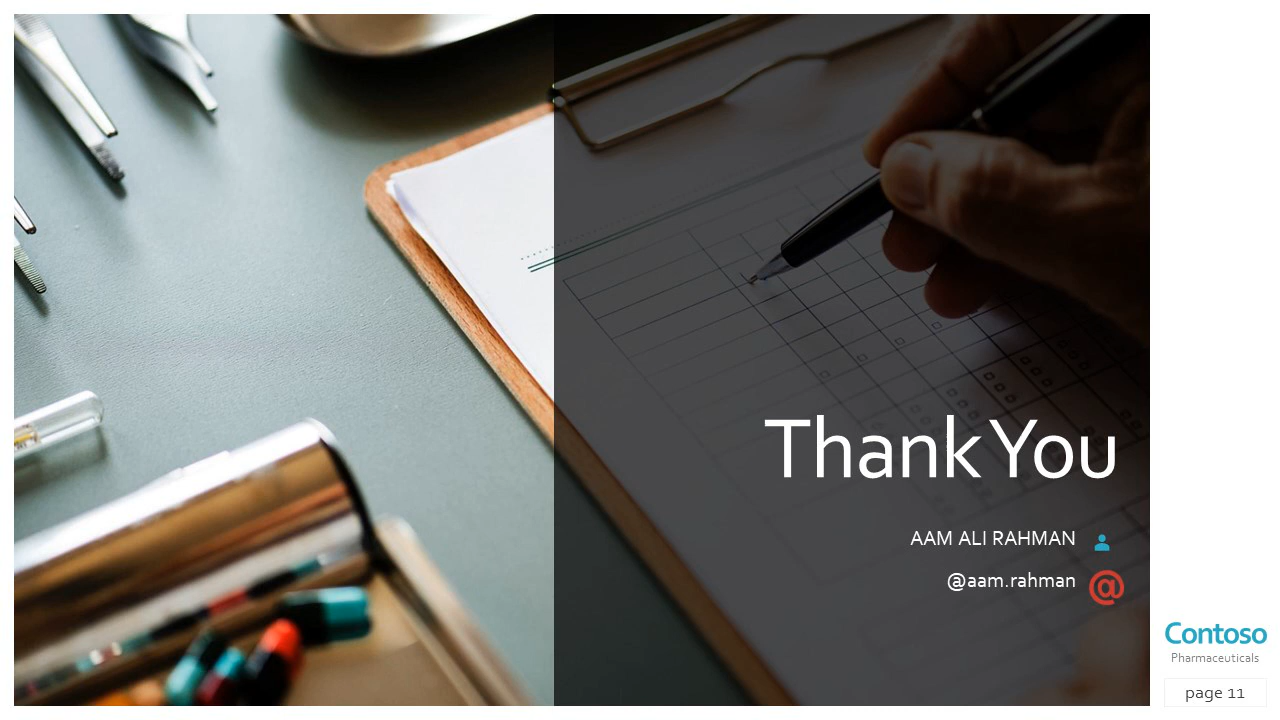 Thank You
AAM ALI RAHMAN
@aam.rahman
@
Contoso
Pharmaceuticals
page 11